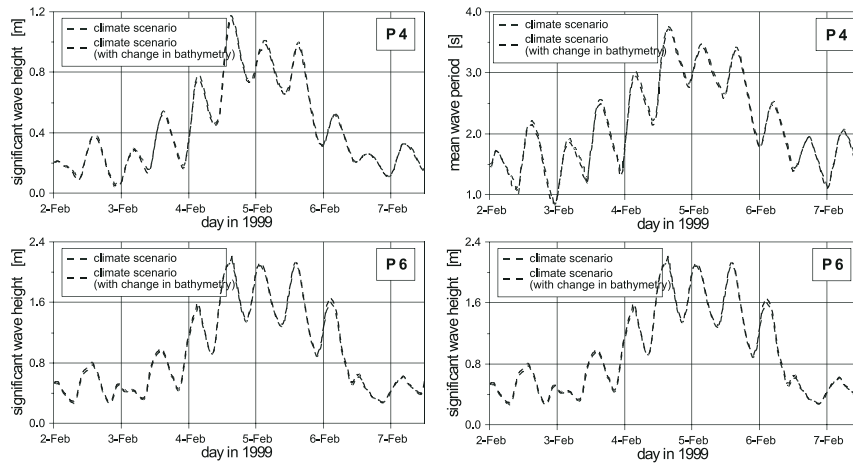 significant wave height [m]
1.2
0.8
0.4
0.0
climate scenario
climate scenario
(with change in bathymetry)
P 4
2-Feb 3-Feb 4-Feb 5-Feb 6-Feb 7-Feb
day in 1999
mean wave period [s]
4.0
3.0
2.0
1.0
climate scenario
climate scenario
(with change in bathymetry)
P 4
2-Feb 3-Feb 4-Feb 5-Feb 6-Feb 7-Feb
day in 1999
significant wave height [m]
2.4
1.6
0.8
0.0
climate scenario
climate scenario
(with change in bathymetry)
P 6
2-Feb 3-Feb 4-Feb 5-Feb 6-Feb 7-Feb
day in 1999
significant wave height [m]
2.4
1.6
0.8
0.0
climate scenario
climate scenario
(with change in bathymetry)
P 6
2-Feb 3-Feb 4-Feb 5-Feb 6-Feb 7-Feb
day in 1999